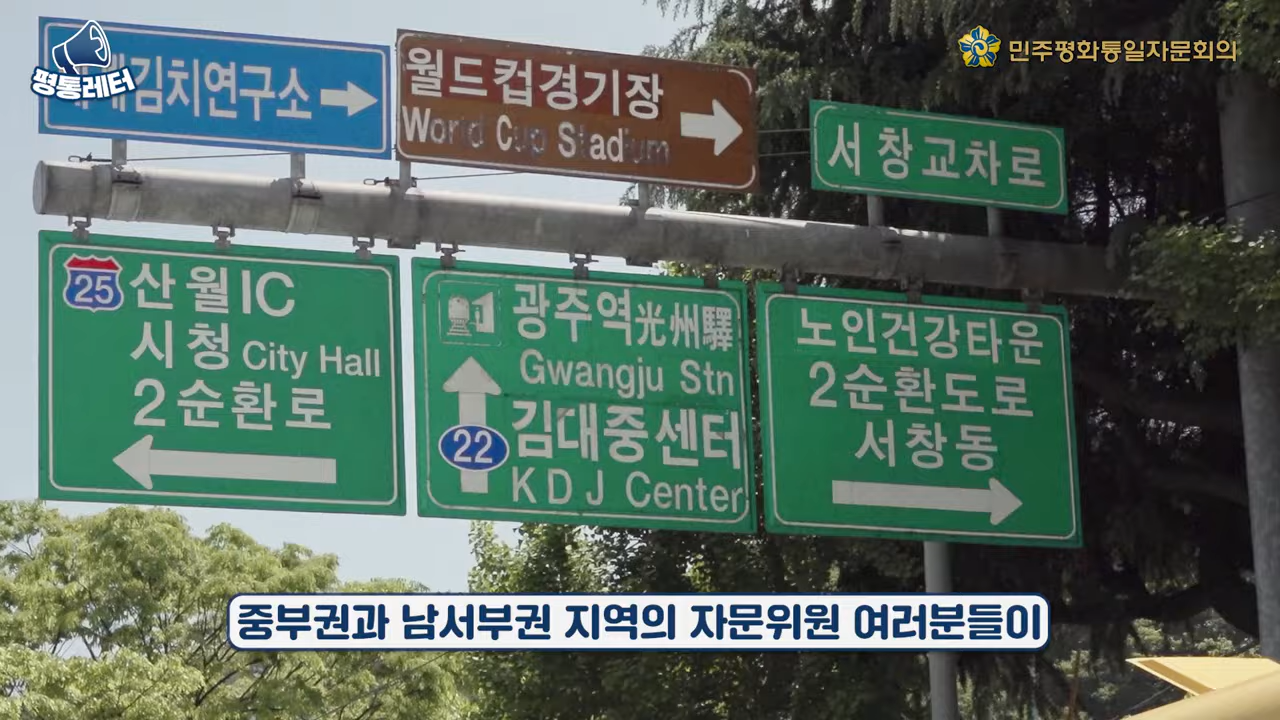 평통레터
민주평화통일자문회의
김치연구소
월드컵경기장
World Cup Stadium
서창교차로
25
산월IC
시청 City Hall
2순환로
광주역光州驛
Gwangju Stn
22
김대중센터
KDJ Center
노인건강타운
2순환도로
서창동
중부권과 남서부권 지역의 자문위원 여러분들이